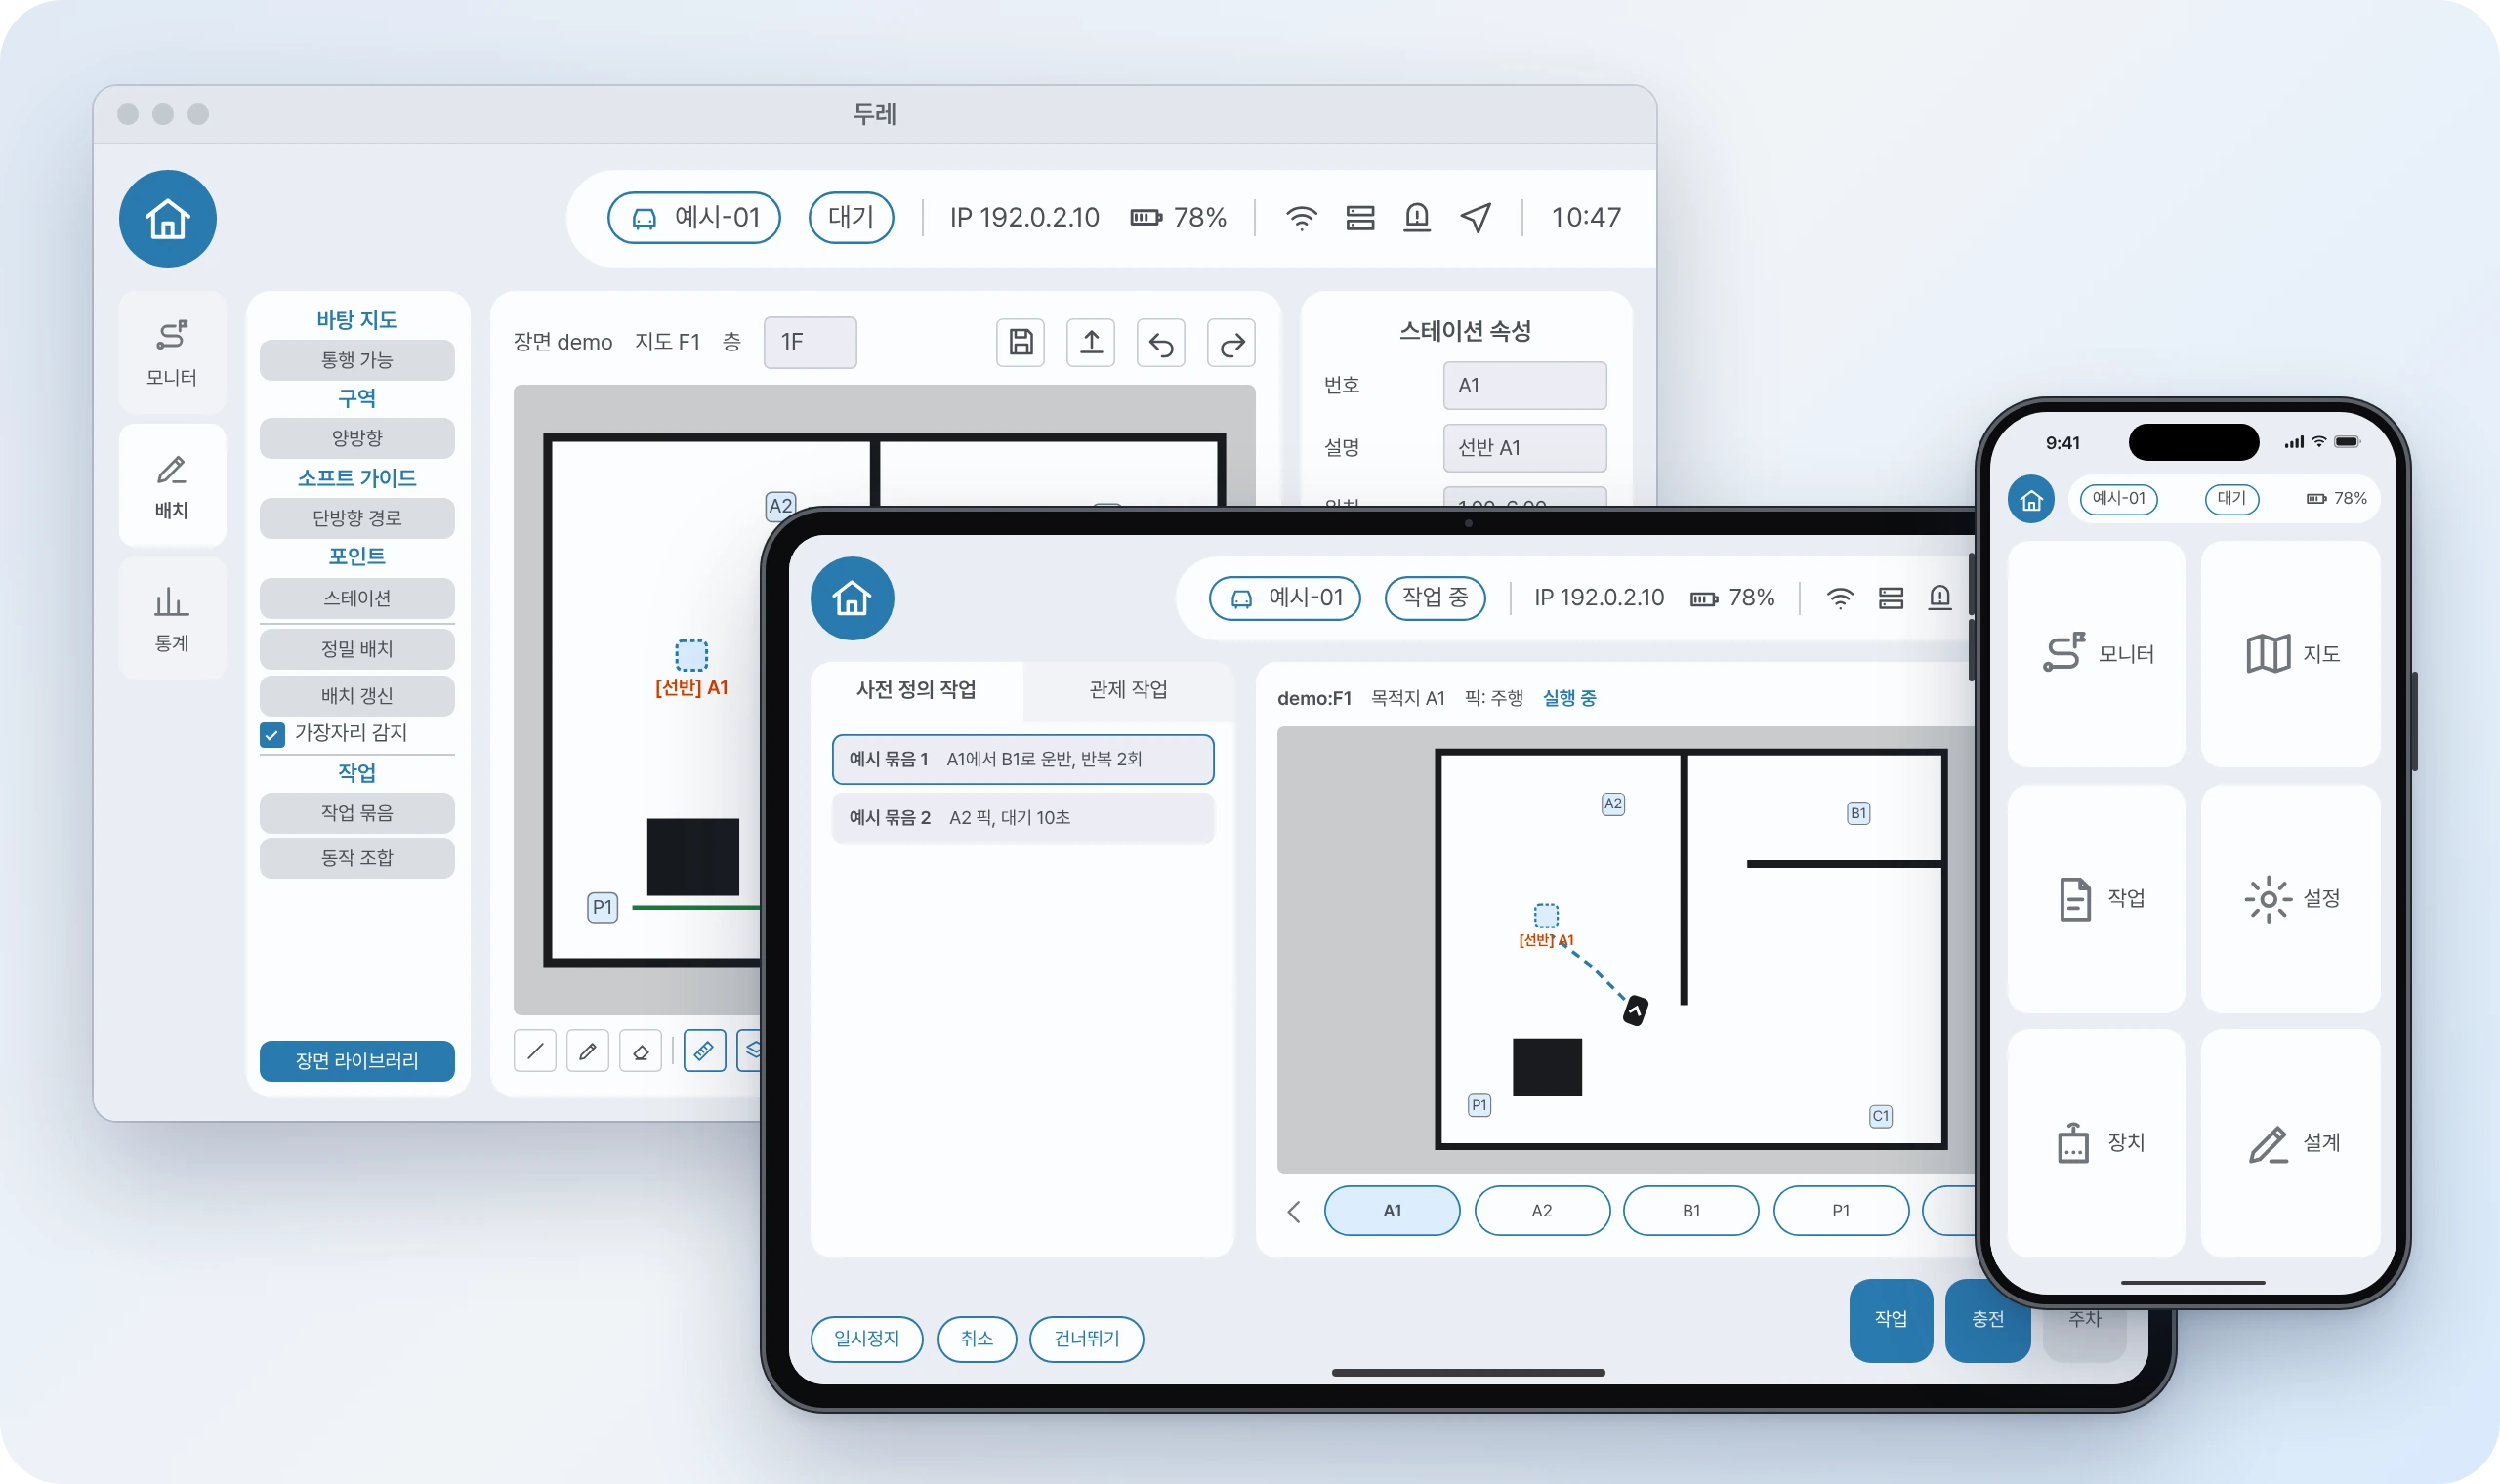 두레
예시-01 대기 IP 192.0.2.10 78% 10:47
모니터
배치
통계
바탕 지도
통행 가능
구역
양방향
소프트 가이드
단방향 경로
포인트
스테이션
정밀 배치
배치 갱신
가장자리 감지
작업
작업 묶음
동작 조합
장면 라이브러리
장면 demo 지도 F1 층 1F
A2
[선반] A1
P1
스테이션 속성
번호 A1
설명 선반 A1
예시-01 작업 중 IP 192.0.2.10 78%
사전 정의 작업 관제 작업
예시 묶음 1 A1에서 B1로 운반, 반복 2회
예시 묶음 2 A2 픽, 대기 10초
demo:F1 목적지 A1 픽: 주행 실행 중
A2
B1
[선반] A1
P1
C1
A1 A2 B1 P1
일시정지 취소 건너뛰기
작업 충전 주차
9:41
예시-01 대기 78%
모니터 지도
작업 설정
장치 설계